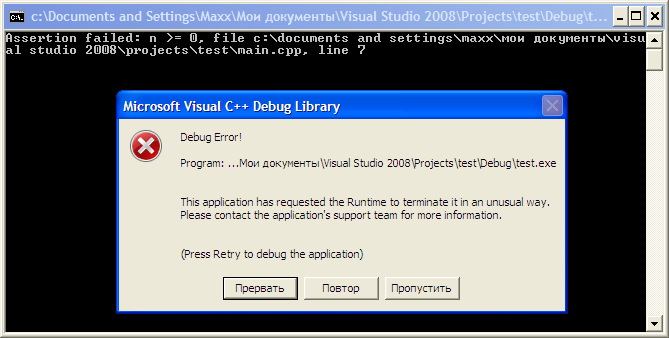 c:\Documents and Settings\Maxx\Мои документы\Visual Studio 2008\Projects\test\Debug\t...
Assertion failed: n >= 0, file c:\documents and settings\maxx\мои документы\visu
al studio 2008\projects\test\main.cpp, line 7
Microsoft Visual C++ Debug Library
Debug Error!
Program: ...Мои документы\Visual Studio 2008\Projects\test\Debug\test.exe
This application has requested the Runtime to terminate it in an unusual way.
Please contact the application's support team for more information.
(Press Retry to debug the application)
Прервать Повтор Пропустить